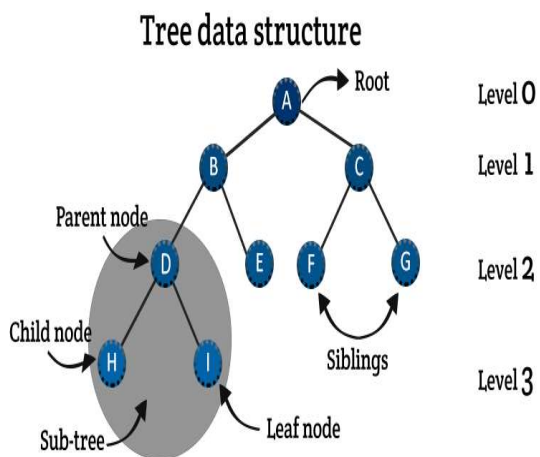 Tree data structure
A
Root
Level 0
B
C
Level 1
Parent node
D
E
F
G
Level 2
Child node
H
I
Siblings
Level 3
Sub-tree
Leaf node